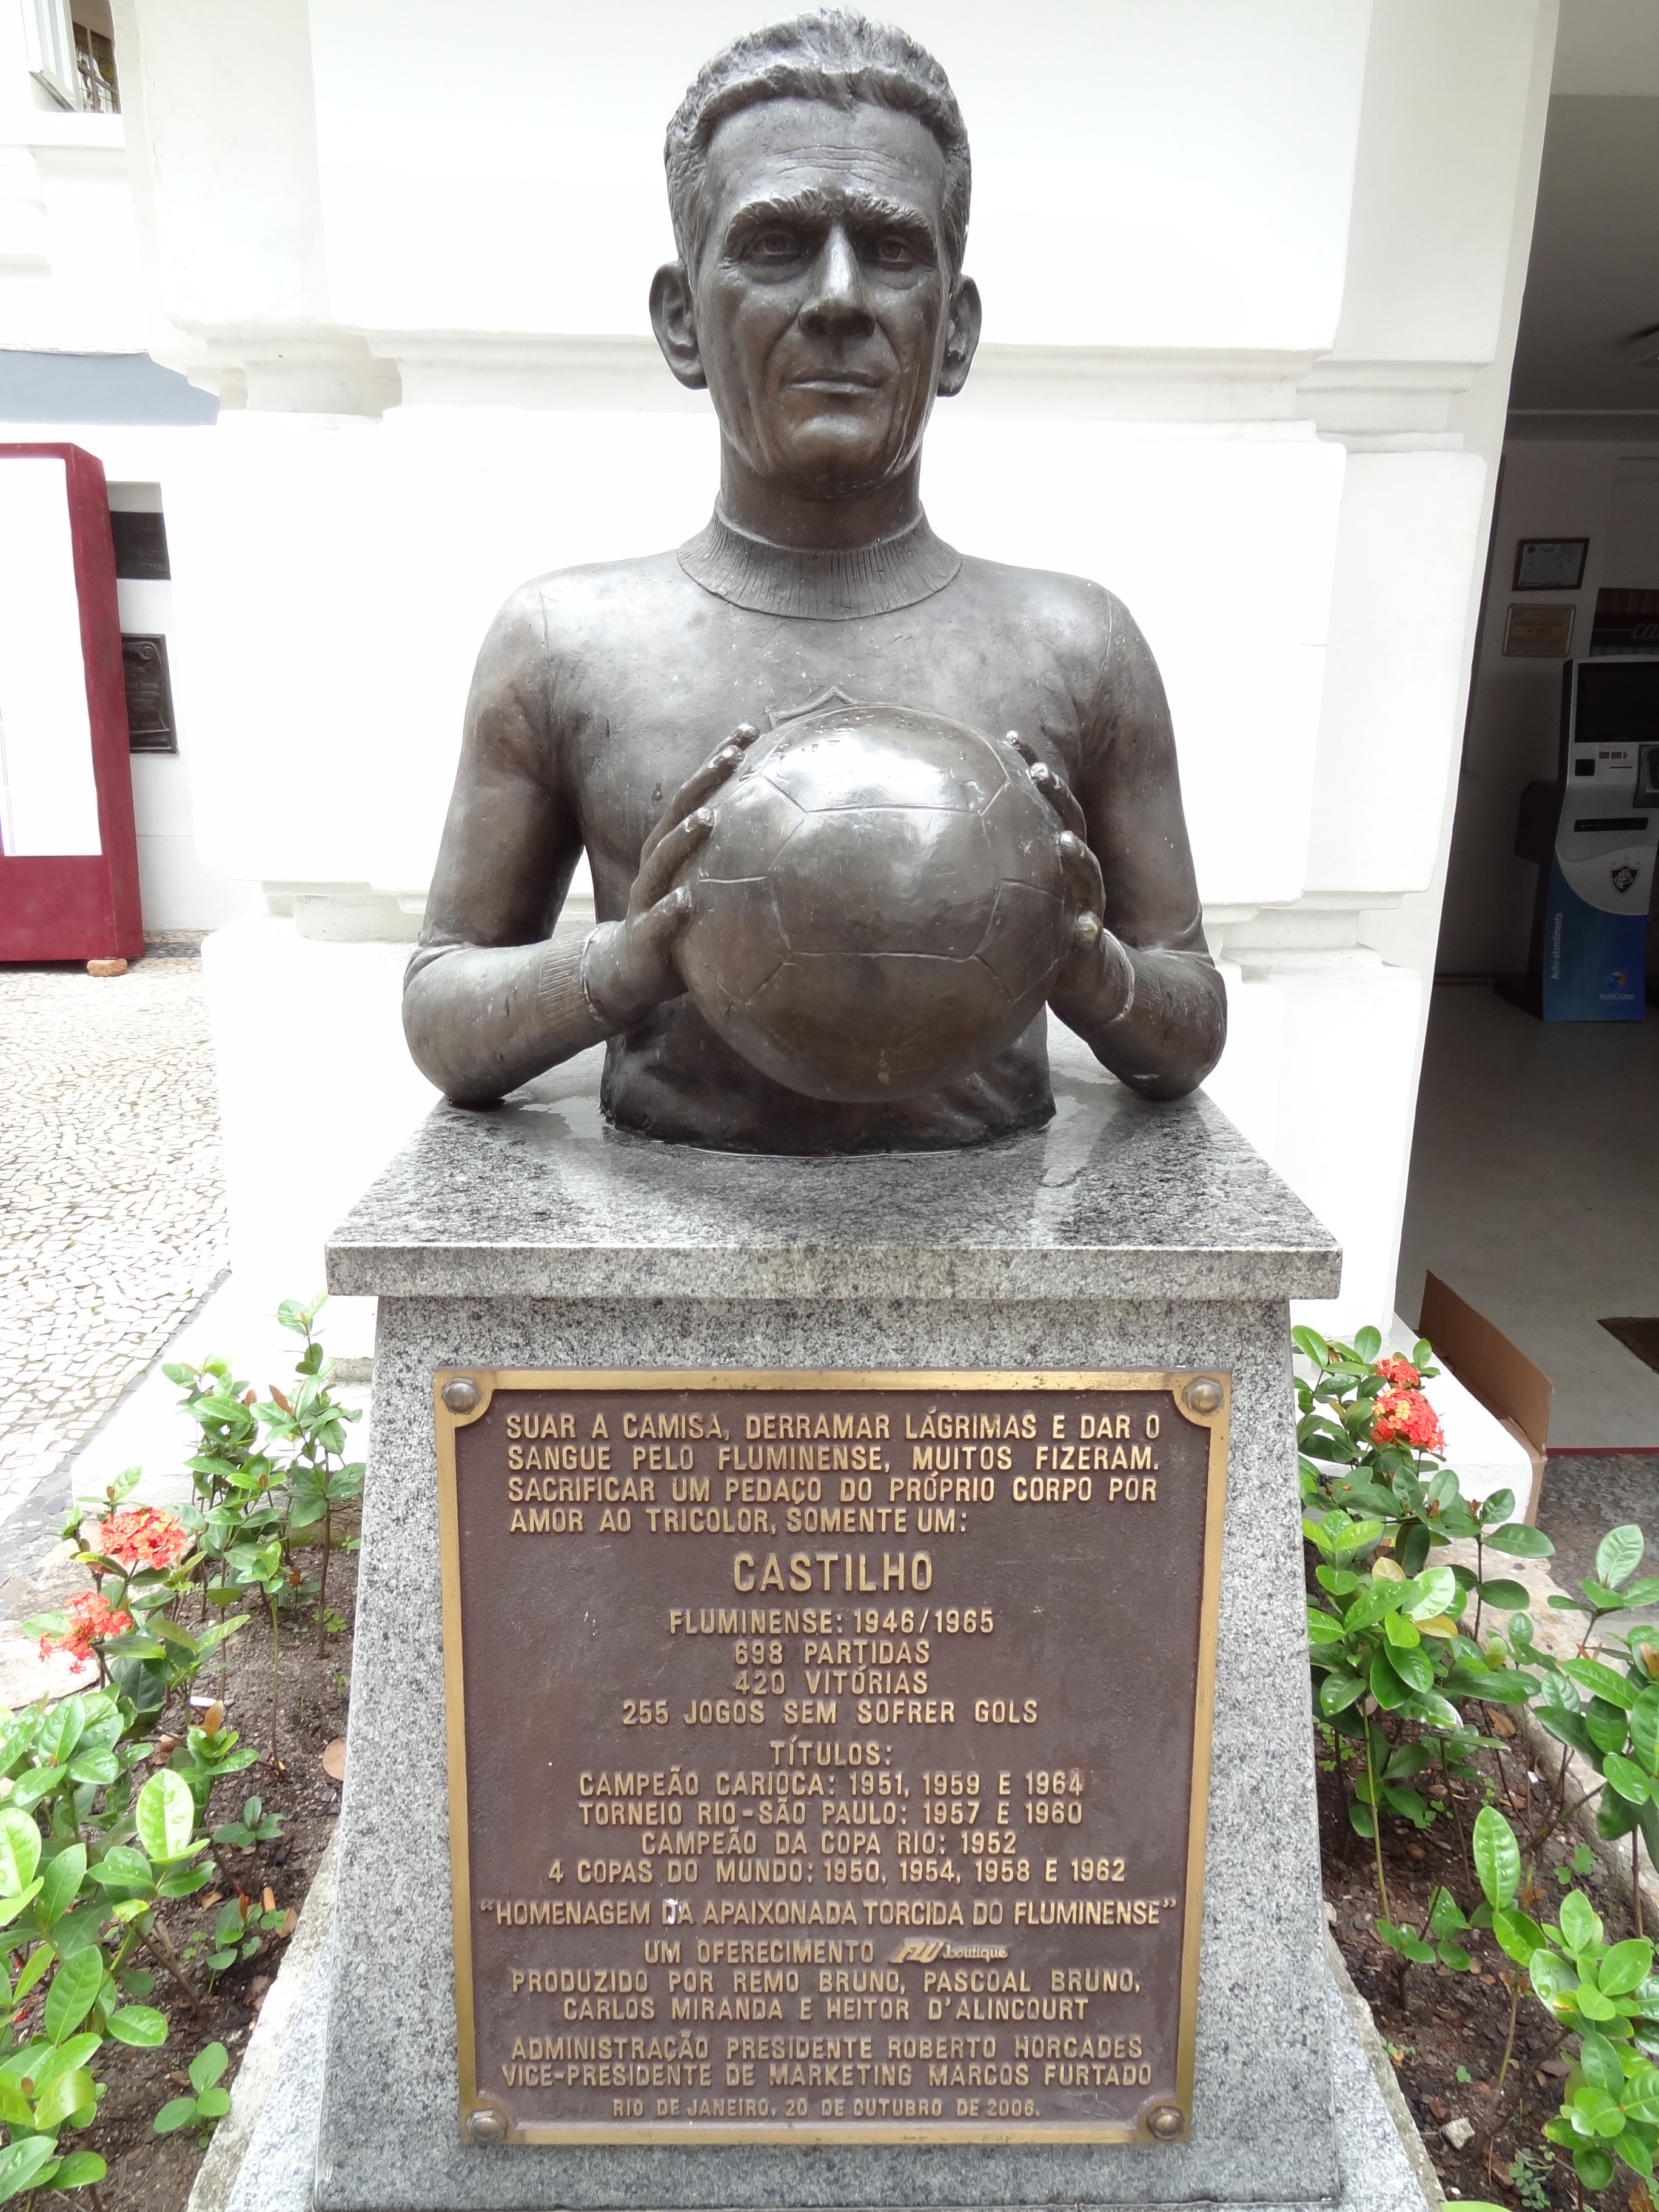 SUAR A CAMISA, DERRAMAR LÁGRIMAS E DAR O
SANGUE PELO FLUMINENSE, MUITOS FIZERAM.
SACRIFICAR UM PEDAÇO DO PRÓPRIO CORPO POR
AMOR AO TRICOLOR, SOMENTE UM:
CASTILHO
FLUMINENSE: 1946/1965
698 PARTIDAS
420 VITÓRIAS
255 JOGOS SEM SOFRER GOLS
TÍTULOS:
CAMPEÃO CARIOCA: 1951, 1959 E 1964
TORNEIO RIO-SÃO PAULO: 1957 E 1960
CAMPEÃO DA COPA RIO: 1952
4 COPAS DO MUNDO: 1950, 1954, 1958 E 1962
"HOMENAGEM DA APAIXONADA TORCIDA DO FLUMINENSE"
UM OFERECIMENTO FLU boutique
PRODUZIDO POR REMO BRUNO, PASCOAL BRUNO,
CARLOS MIRANDA E HEITOR D'ALINCOURT
ADMINISTRAÇÃO PRESIDENTE ROBERTO HORCADES
VICE-PRESIDENTE DE MARKETING MARCOS FURTADO
RIO DE JANEIRO, 20 DE OUTUBRO DE 2006.
Auto-atendimento
MultiClubes